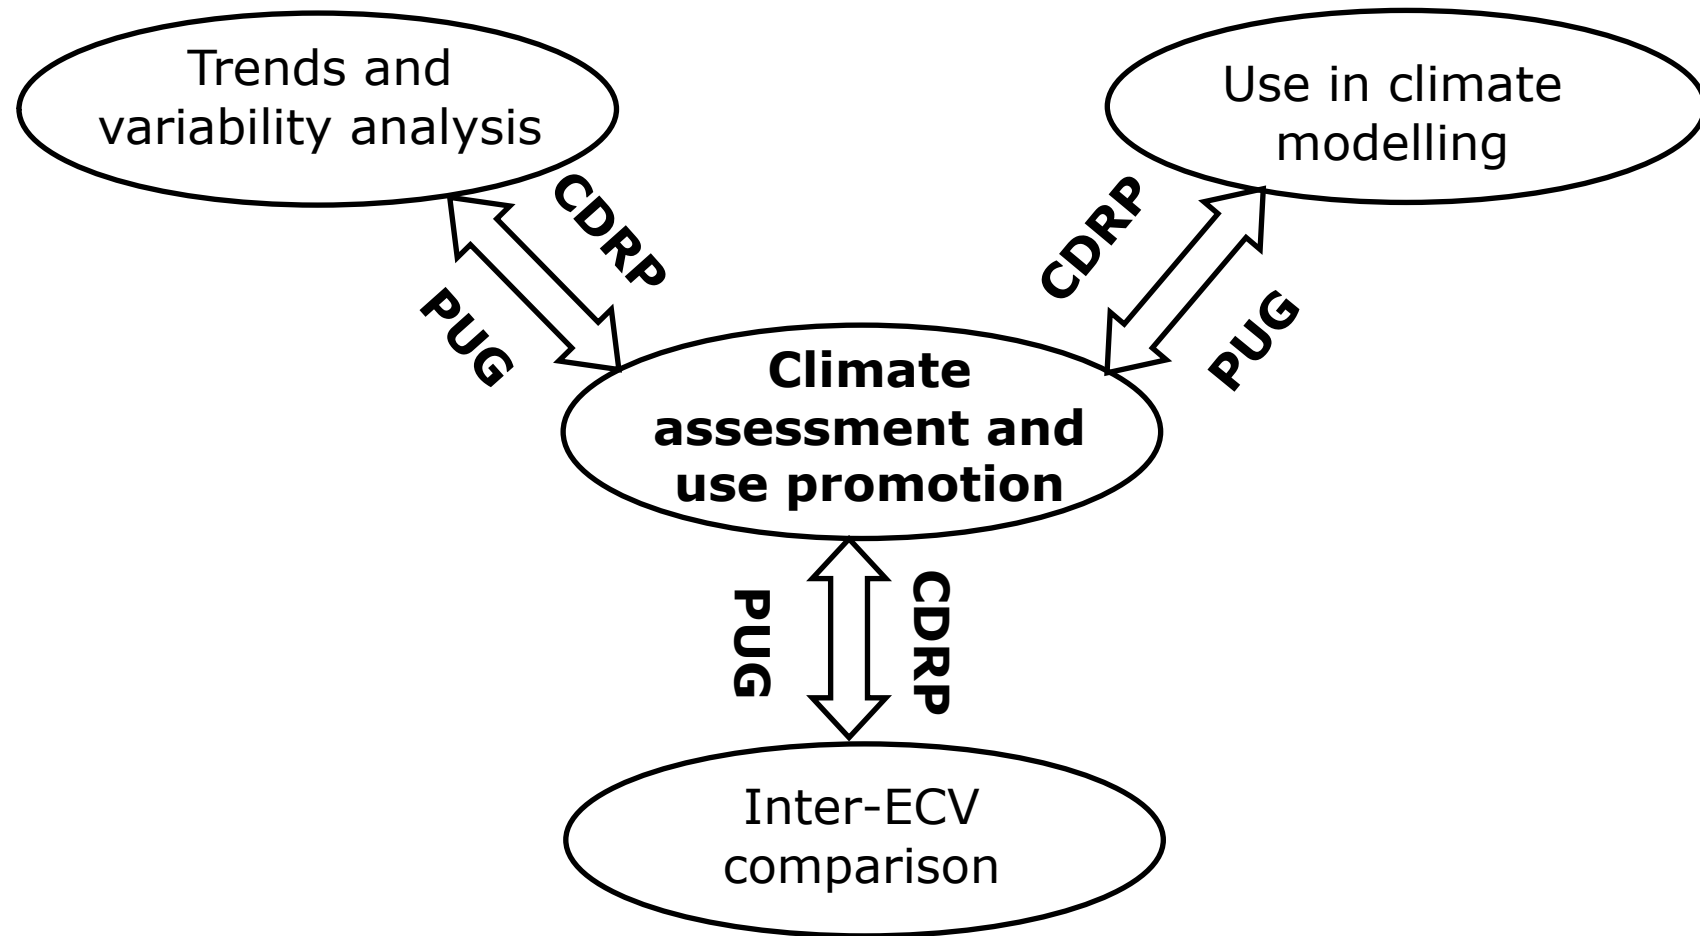 Trends and
variability analysis
Use in climate
modelling
CDRP
CDRP
PUG
PUG
Climate
assessment and
use promotion
PUG
CDRP
Inter-ECV
comparison